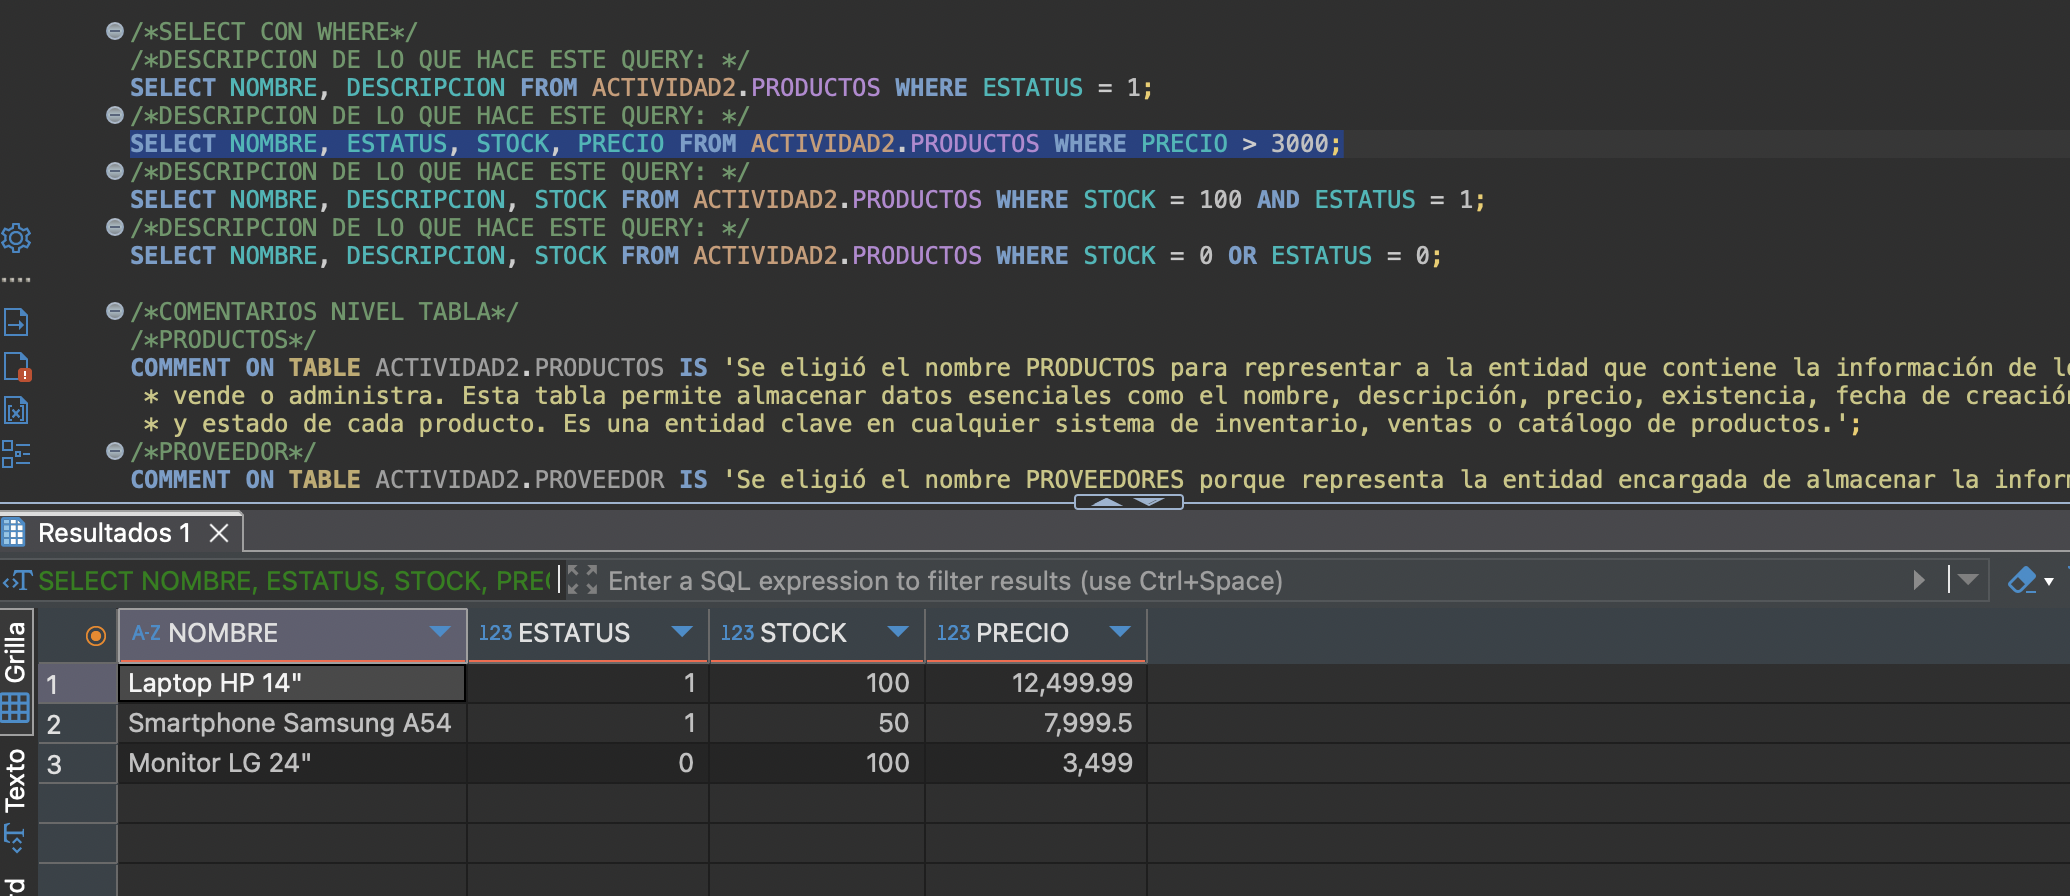 /*SELECT CON WHERE*/
/*DESCRIPCION DE LO QUE HACE ESTE QUERY: */
SELECT NOMBRE, DESCRIPCION FROM ACTIVIDAD2.PRODUCTOS WHERE ESTATUS = 1;
/*DESCRIPCION DE LO QUE HACE ESTE QUERY: */
SELECT NOMBRE, ESTATUS, STOCK, PRECIO FROM ACTIVIDAD2.PRODUCTOS WHERE PRECIO > 3000;
/*DESCRIPCION DE LO QUE HACE ESTE QUERY: */
SELECT NOMBRE, DESCRIPCION, STOCK FROM ACTIVIDAD2.PRODUCTOS WHERE STOCK = 100 AND ESTATUS = 1;
/*DESCRIPCION DE LO QUE HACE ESTE QUERY: */
SELECT NOMBRE, DESCRIPCION, STOCK FROM ACTIVIDAD2.PRODUCTOS WHERE STOCK = 0 OR ESTATUS = 0;
/*COMENTARIOS NIVEL TABLA*/
/*PRODUCTOS*/
COMMENT ON TABLE ACTIVIDAD2.PRODUCTOS IS 'Se eligió el nombre PRODUCTOS para representar a la entidad que contiene la información de
* vende o administra. Esta tabla permite almacenar datos esenciales como el nombre, descripción, precio, existencia, fecha de creación
* y estado de cada producto. Es una entidad clave en cualquier sistema de inventario, ventas o catálogo de productos.';
/*PROVEEDOR*/
COMMENT ON TABLE ACTIVIDAD2.PROVEEDOR IS 'Se eligió el nombre PROVEEDORES porque representa la entidad encargada de almacenar la infor
Resultados 1
SELECT NOMBRE, ESTATUS, STOCK, PREC
Enter a SQL expression to filter results (use Ctrl+Space)
Grilla
Texto
A-Z NOMBRE 123 ESTATUS 123 STOCK 123 PRECIO
1 Laptop HP 14" 1 100 12,499.99
2 Smartphone Samsung A54 1 50 7,999.5
3 Monitor LG 24" 0 100 3,499